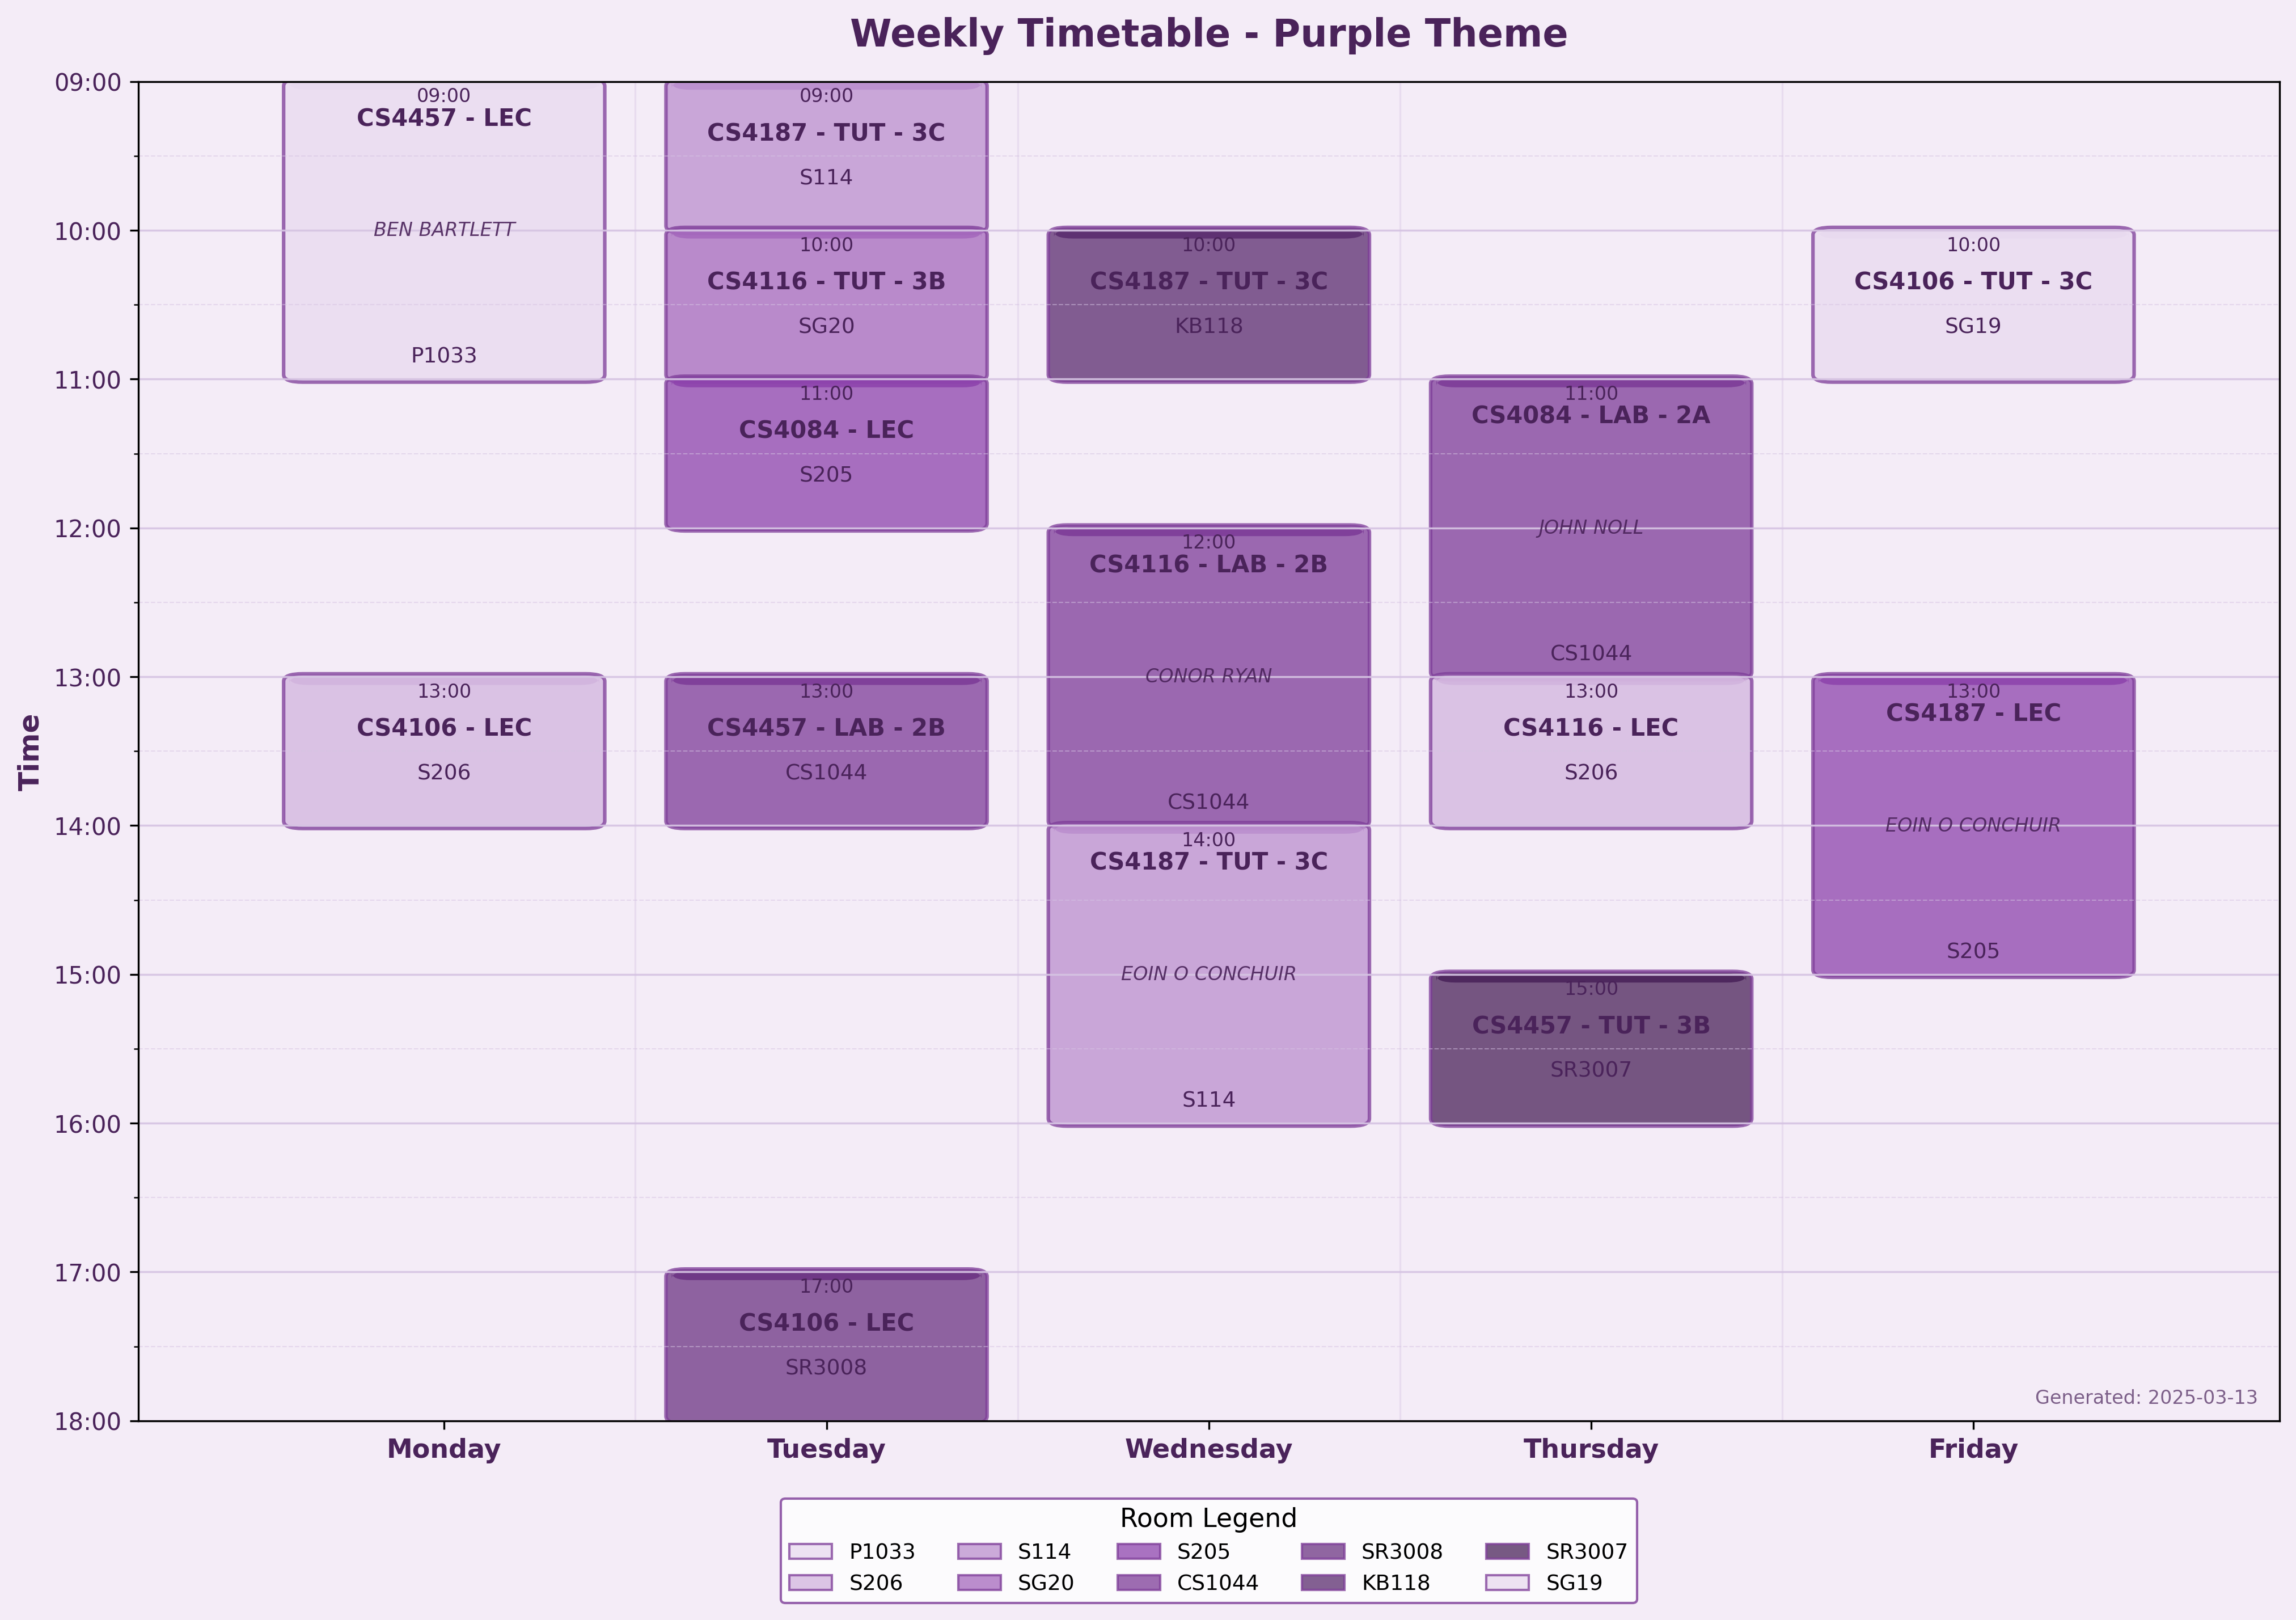 Weekly Timetable - Purple Theme
Time
09:00
10:00
11:00
12:00
13:00
14:00
15:00
16:00
17:00
18:00
09:00
CS4457 - LEC
BEN BARTLETT
P1033
13:00
CS4106 - LEC
S206
09:00
CS4187 - TUT - 3C
S114
10:00
CS4116 - TUT - 3B
SG20
11:00
CS4084 - LEC
S205
13:00
CS4457 - LAB - 2B
CS1044
17:00
CS4106 - LEC
SR3008
10:00
CS4187 - TUT - 3C
KB118
12:00
CS4116 - LAB - 2B
CONOR RYAN
CS1044
14:00
CS4187 - TUT - 3C
EOIN O CONCHUIR
S114
11:00
CS4084 - LAB - 2A
JOHN NOLL
CS1044
13:00
CS4116 - LEC
S206
15:00
CS4457 - TUT - 3B
SR3007
10:00
CS4106 - TUT - 3C
SG19
13:00
CS4187 - LEC
EOIN O CONCHUIR
S205
Generated: 2025-03-13
Monday
Tuesday
Wednesday
Thursday
Friday
Room Legend
P1033
S206
S114
SG20
S205
CS1044
SR3008
KB118
SR3007
SG19